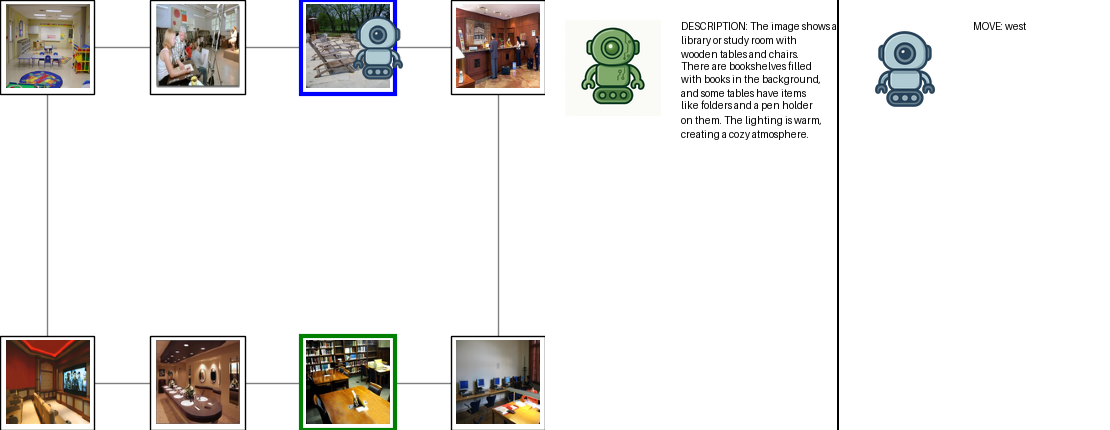 DESCRIPTION: The image shows a
library or study room with
wooden tables and chairs.
There are bookshelves filled
with books in the background,
and some tables have items
like folders and a pen holder
on them. The lighting is warm,
creating a cozy atmosphere.
MOVE: west